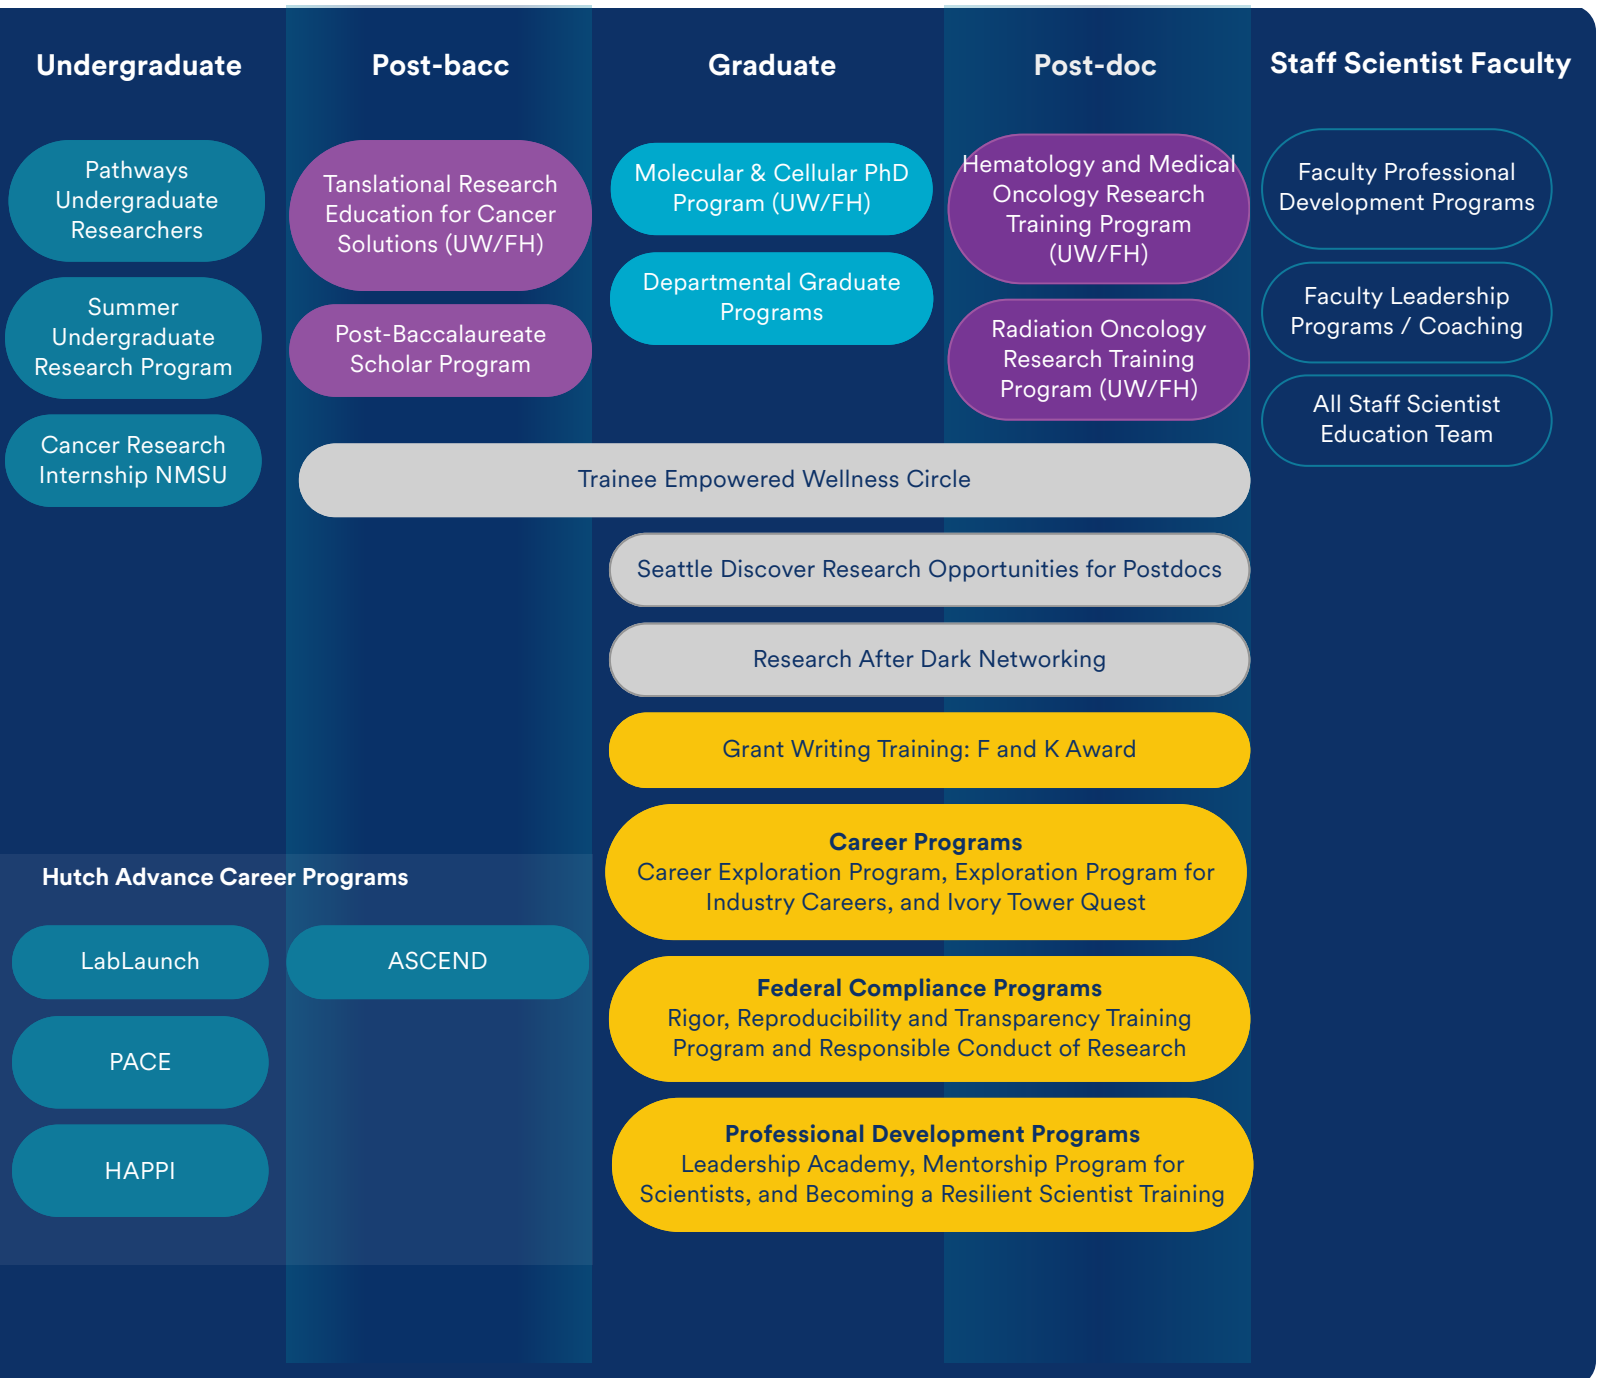 Undergraduate
Post-bacc
Graduate
Post-doc
Staff Scientist Faculty
Pathways
Undergraduate
Researchers
Summer
Undergraduate
Research Program
Cancer Research
Internship NMSU
Tanslational Research
Education for Cancer
Solutions (UW/FH)
Post-Baccalaureate
Scholar Program
Molecular & Cellular PhD
Program (UW/FH)
Departmental Graduate
Programs
Hematology and Medical
Oncology Research
Training Program
(UW/FH)
Radiation Oncology
Research Training
Program (UW/FH)
Faculty Professional
Development Programs
Faculty Leadership
Programs / Coaching
All Staff Scientist
Education Team
Trainee Empowered Wellness Circle
Seattle Discover Research Opportunities for Postdocs
Research After Dark Networking
Grant Writing Training: F and K Award
Career Programs
Career Exploration Program, Exploration Program for
Industry Careers, and Ivory Tower Quest
Federal Compliance Programs
Rigor, Reproducibility and Transparency Training
Program and Responsible Conduct of Research
Professional Development Programs
Leadership Academy, Mentorship Program for
Scientists, and Becoming a Resilient Scientist Training
Hutch Advance Career Programs
LabLaunch
ASCEND
PACE
HAPPI